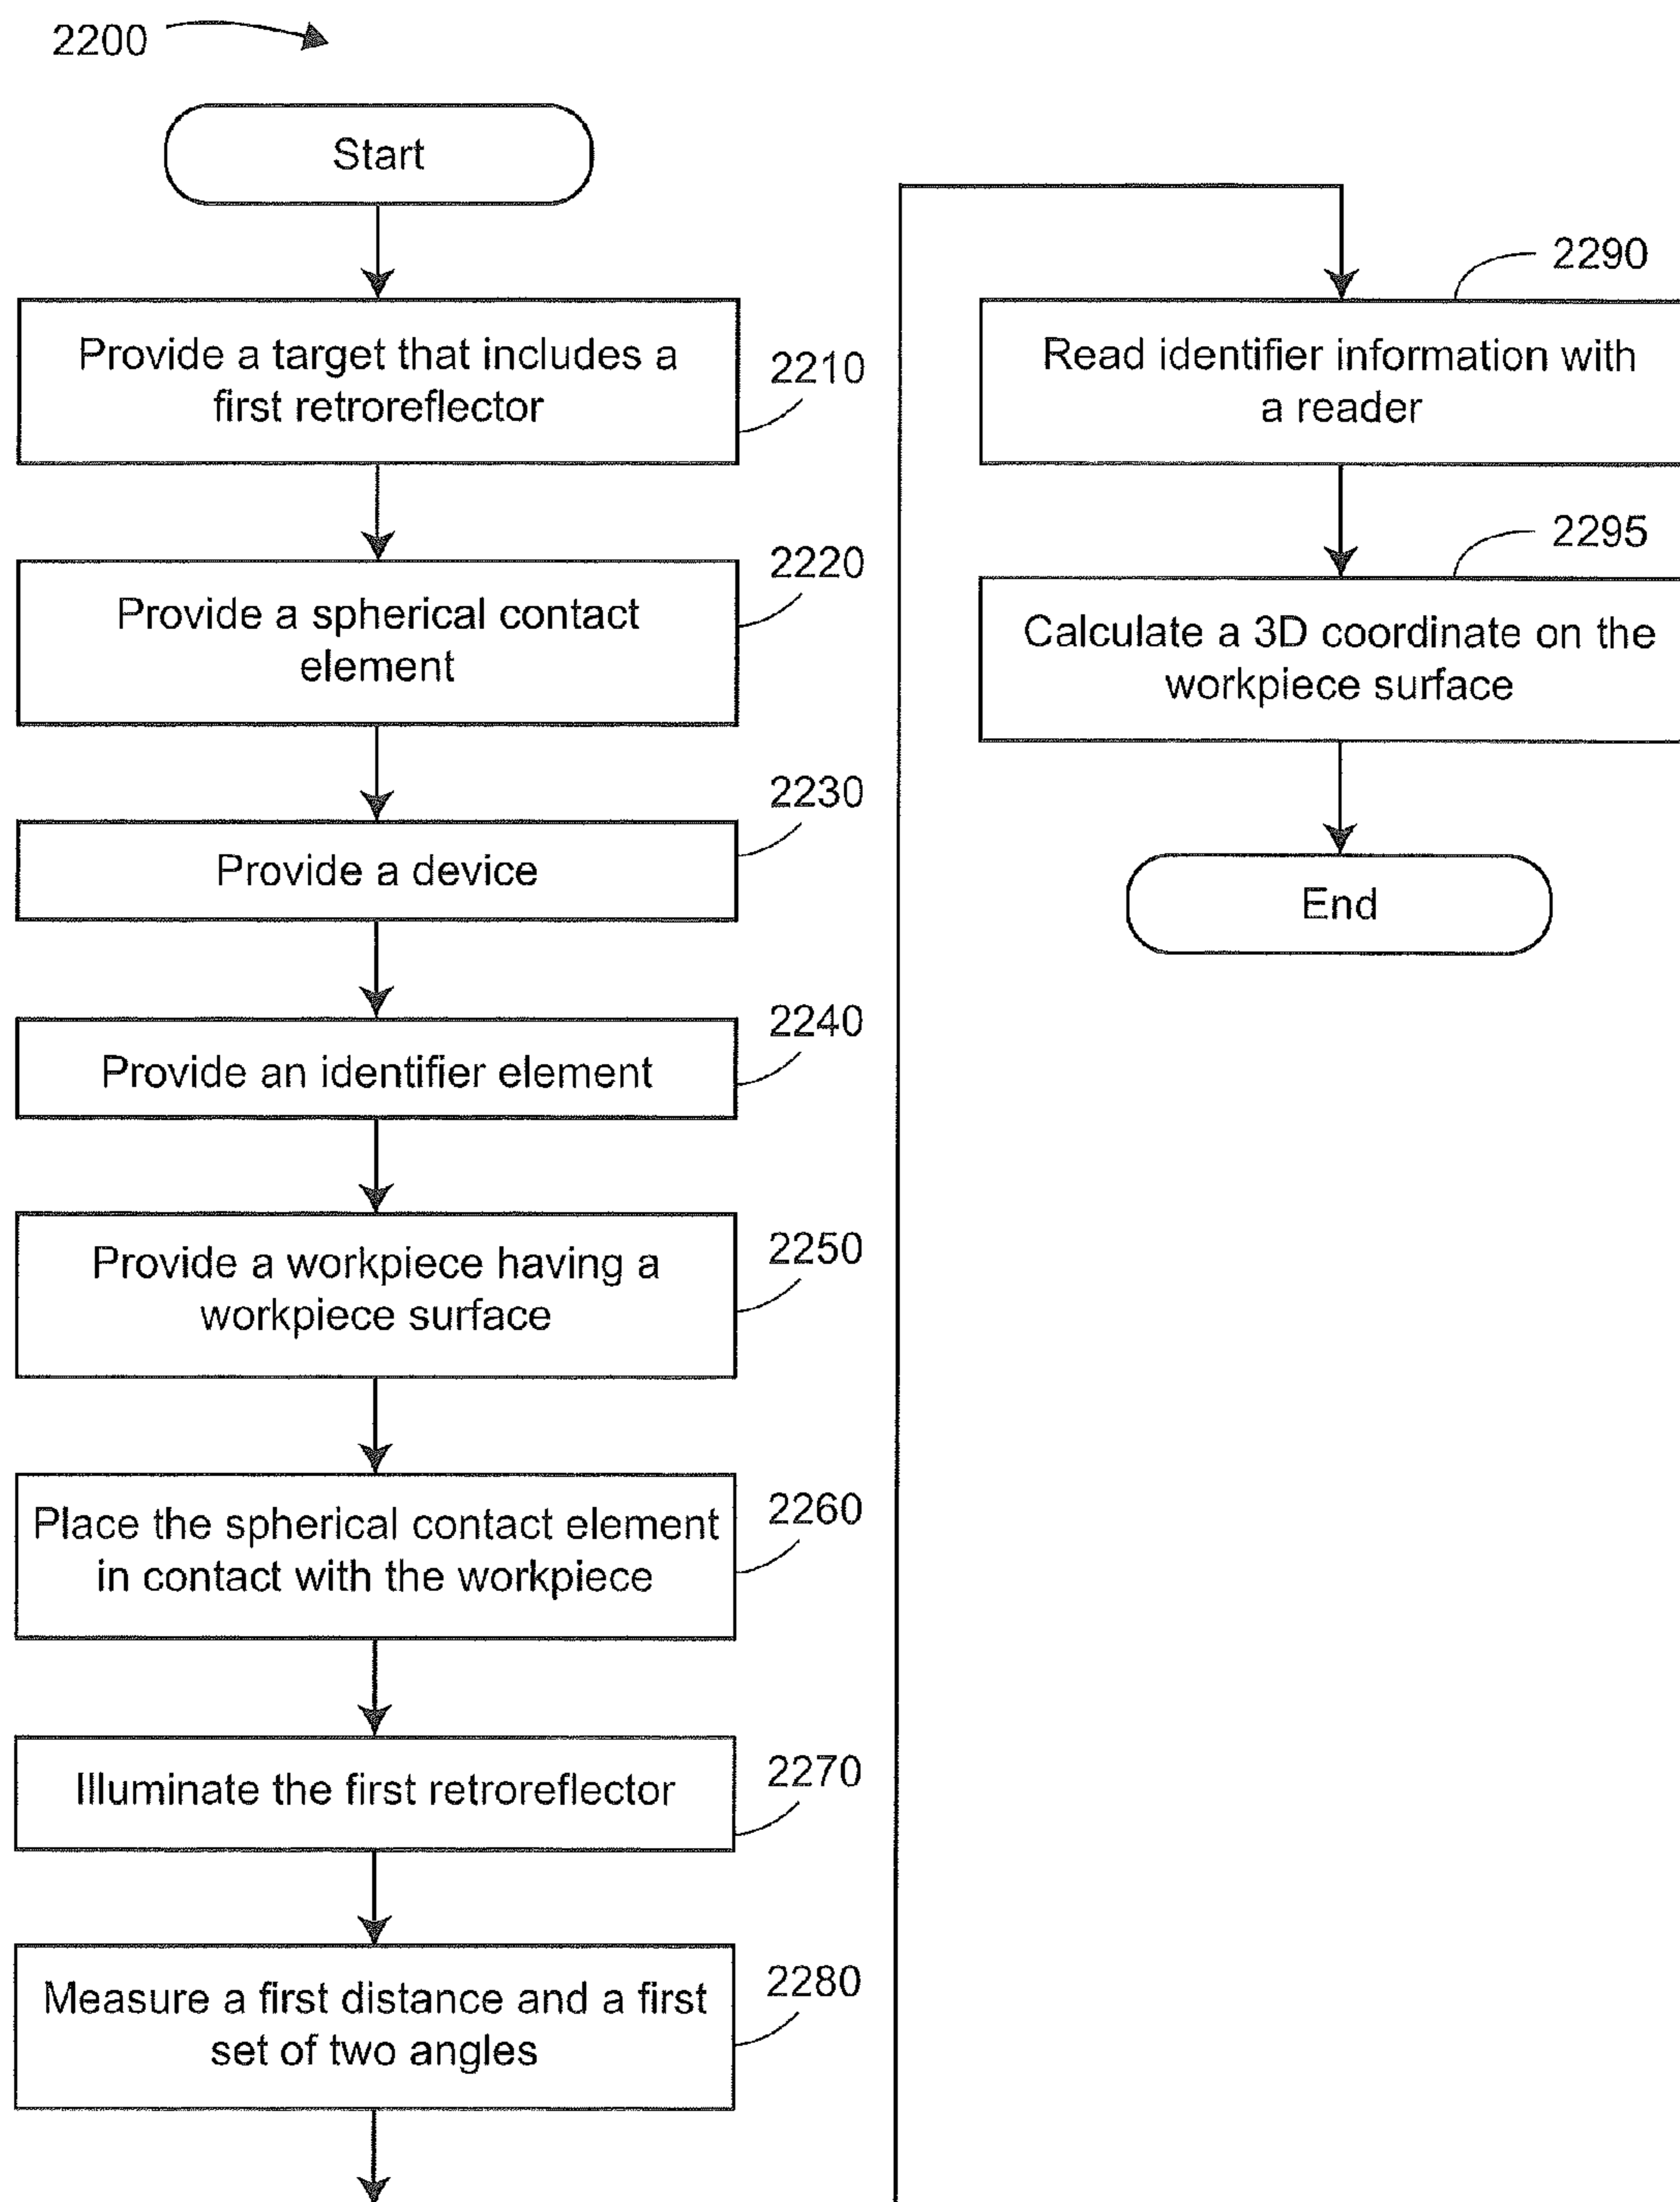 2200
Start
Provide a target that includes a
first retroreflector
2210
Provide a spherical contact
element
2220
Provide a device
2230
Provide an identifier element
2240
Provide a workpiece having a
workpiece surface
2250
Place the spherical contact element
in contact with the workpiece
2260
Illuminate the first retroreflector
2270
Measure a first distance and a first
set of two angles
2280
2290
Read identifier information with
a reader
2295
Calculate a 3D coordinate on the
workpiece surface
End